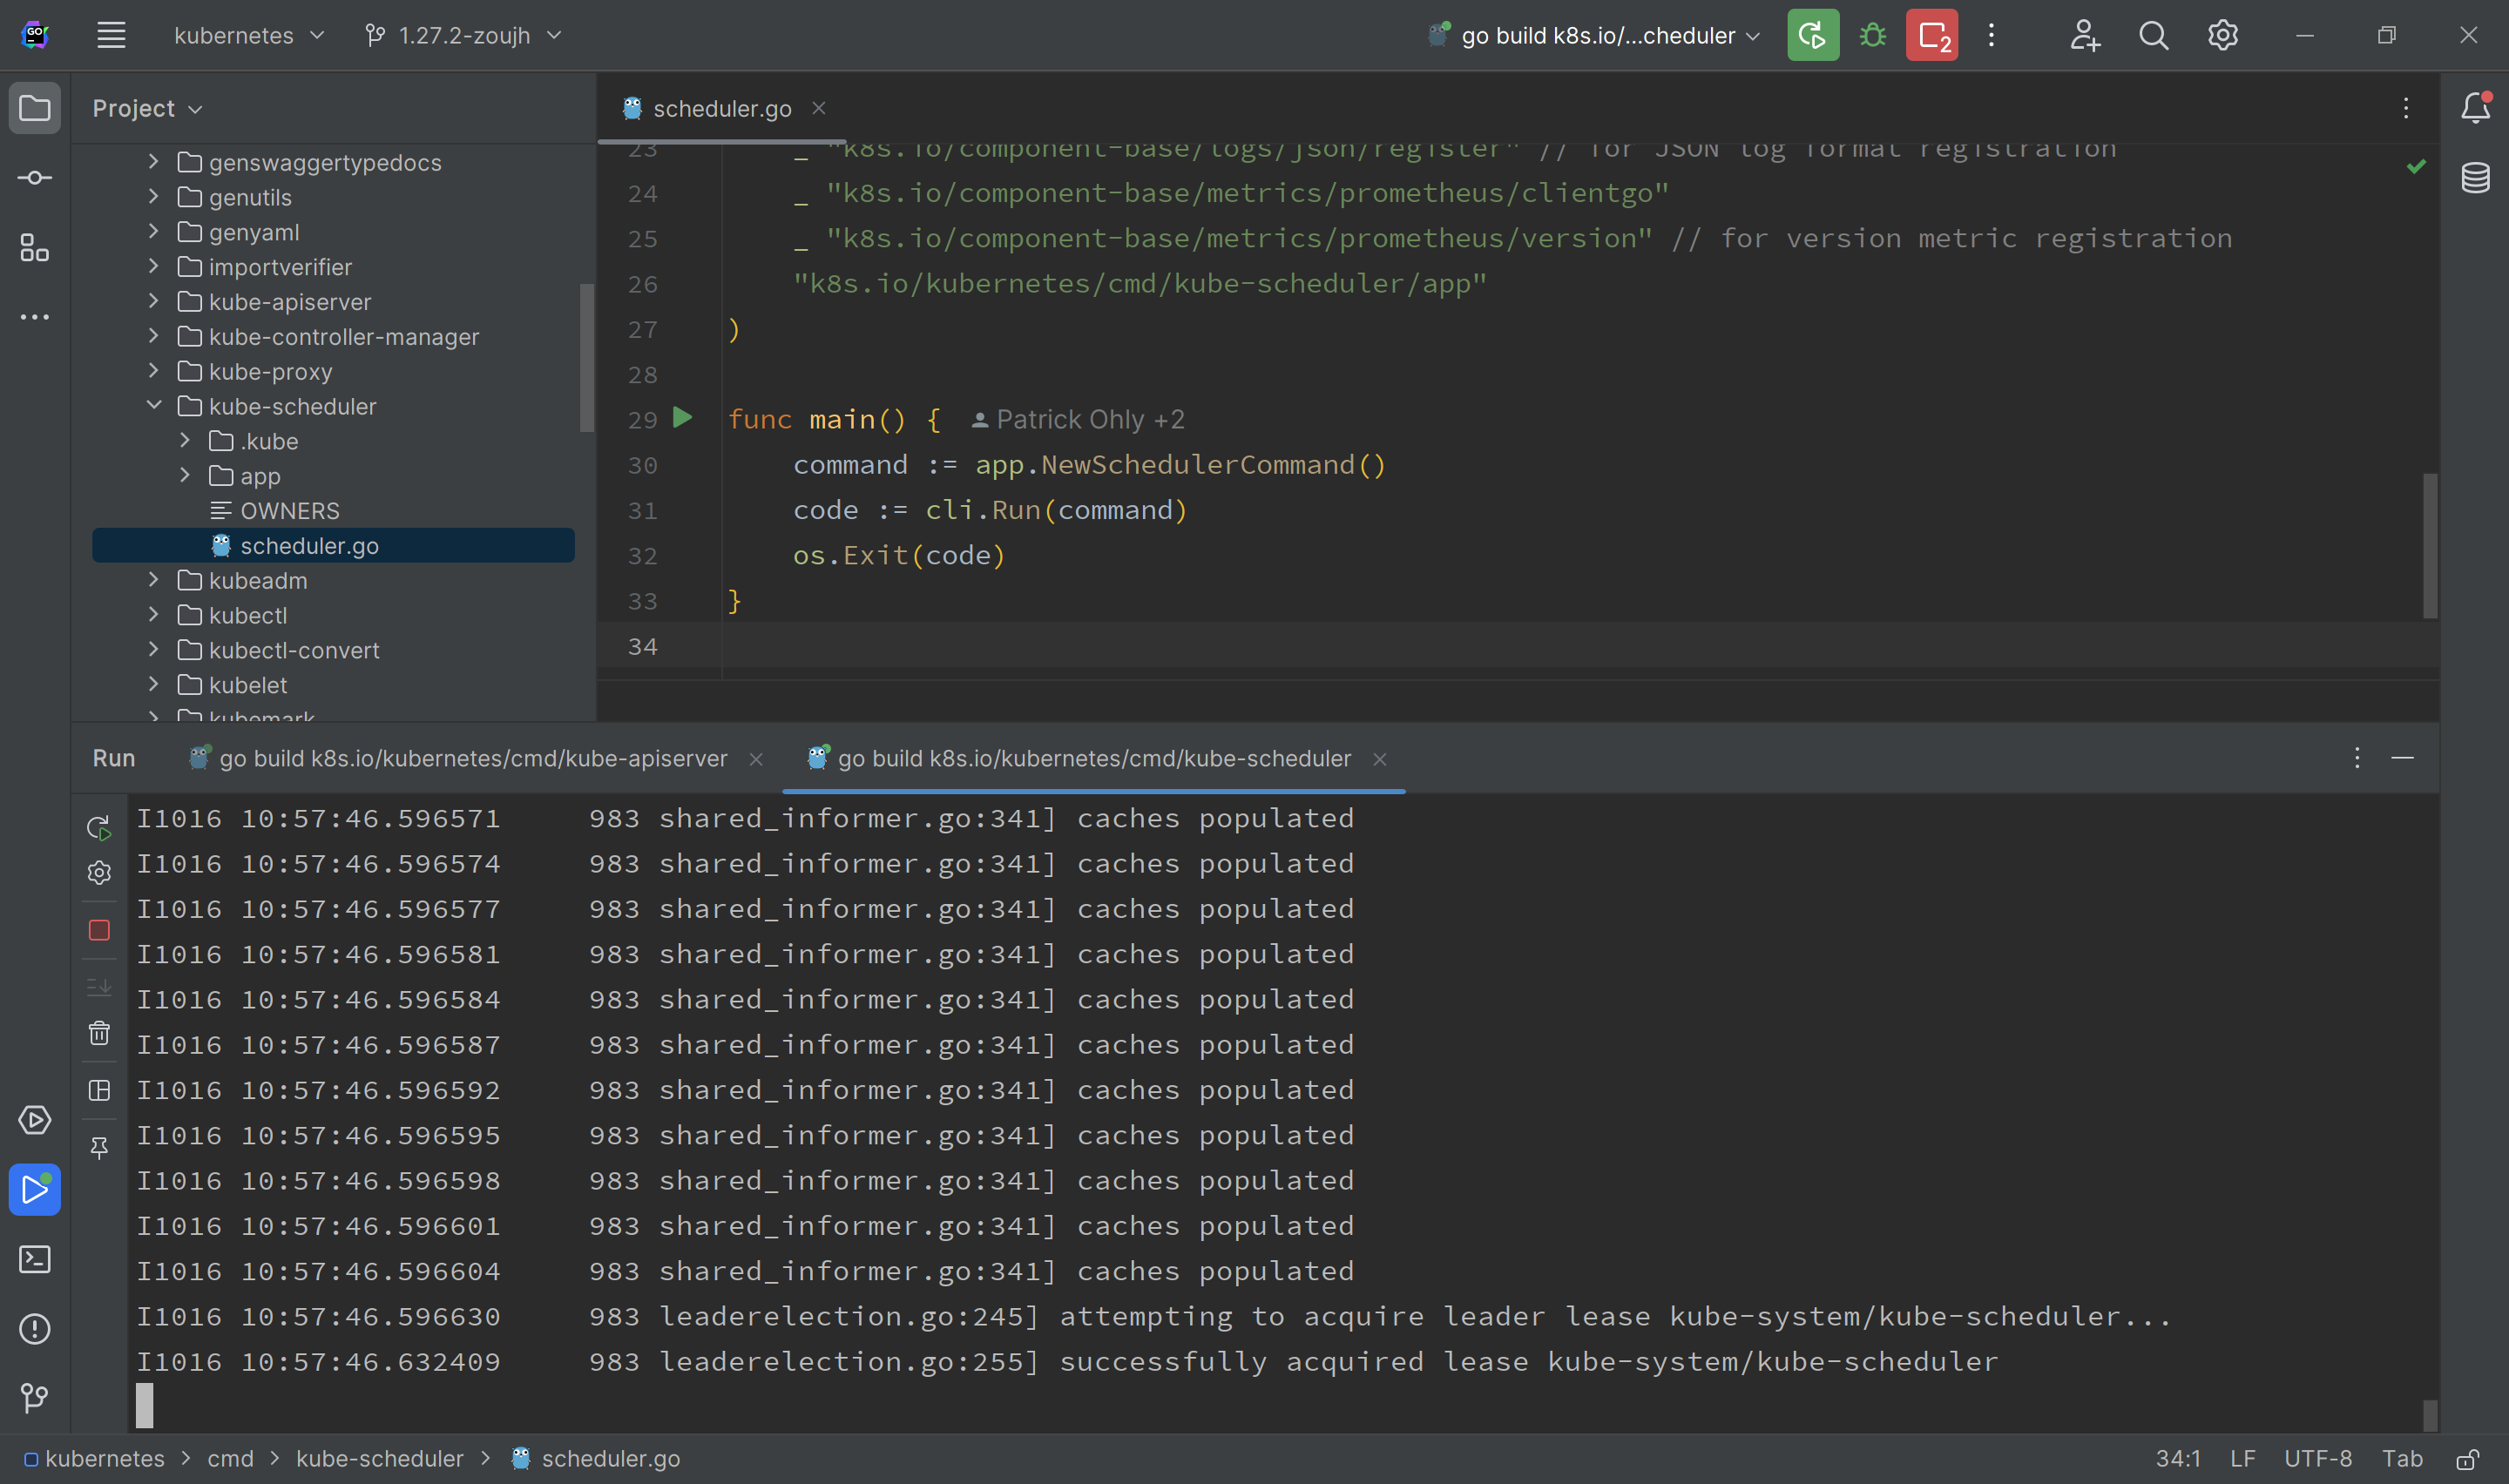 GO
kubernetes
1.27.2-zoujh
go build k8s.io/...cheduler
2
Project
genswaggertypedocs
genutils
genyaml
importverifier
kube-apiserver
kube-controller-manager
kube-proxy
kube-scheduler
.kube
app
OWNERS
scheduler.go
kubeadm
kubectl
kubectl-convert
kubelet
kubemark
scheduler.go
23 _ "k8s.io/component-base/logs/json/register" // for JSON log format registration
24 _ "k8s.io/component-base/metrics/prometheus/clientgo"
25 _ "k8s.io/component-base/metrics/prometheus/version" // for version metric registration
26 "k8s.io/kubernetes/cmd/kube-scheduler/app"
27 )
28
29 func main() { Patrick Ohly +2
30 command := app.NewSchedulerCommand()
31 code := cli.Run(command)
32 os.Exit(code)
33 }
34
Run go build k8s.io/kubernetes/cmd/kube-apiserver go build k8s.io/kubernetes/cmd/kube-scheduler
I1016 10:57:46.596571 983 shared_informer.go:341] caches populated
I1016 10:57:46.596574 983 shared_informer.go:341] caches populated
I1016 10:57:46.596577 983 shared_informer.go:341] caches populated
I1016 10:57:46.596581 983 shared_informer.go:341] caches populated
I1016 10:57:46.596584 983 shared_informer.go:341] caches populated
I1016 10:57:46.596587 983 shared_informer.go:341] caches populated
I1016 10:57:46.596592 983 shared_informer.go:341] caches populated
I1016 10:57:46.596595 983 shared_informer.go:341] caches populated
I1016 10:57:46.596598 983 shared_informer.go:341] caches populated
I1016 10:57:46.596601 983 shared_informer.go:341] caches populated
I1016 10:57:46.596604 983 shared_informer.go:341] caches populated
I1016 10:57:46.596630 983 leaderelection.go:245] attempting to acquire leader lease kube-system/kube-scheduler...
I1016 10:57:46.632409 983 leaderelection.go:255] successfully acquired lease kube-system/kube-scheduler
kubernetes > cmd > kube-scheduler > scheduler.go
34:1 LF UTF-8 Tab